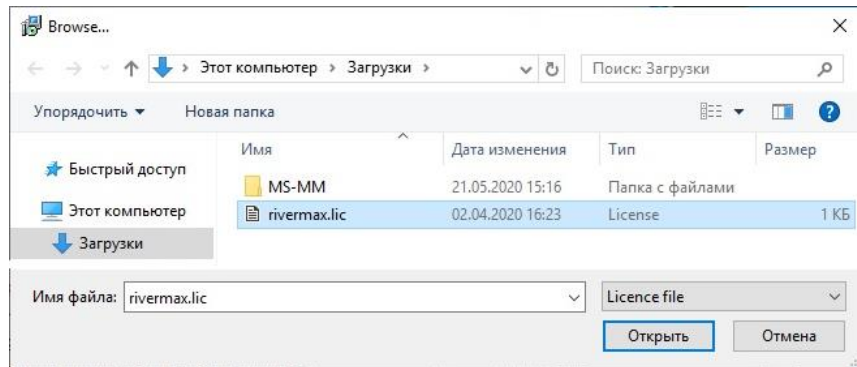 Browse...
Этот компьютер > Загрузки >
Поиск: Загрузки
Упорядочить
Новая папка
Имя Дата изменения Тип Размер
Быстрый доступ
MS-MM 21.05.2020 15:16 Папка с файлами
Этот компьютер
rivermax.lic 02.04.2020 16:23 License 1 КБ
Загрузки
Имя файла: rivermax.lic
Licence file
Открыть Отмена